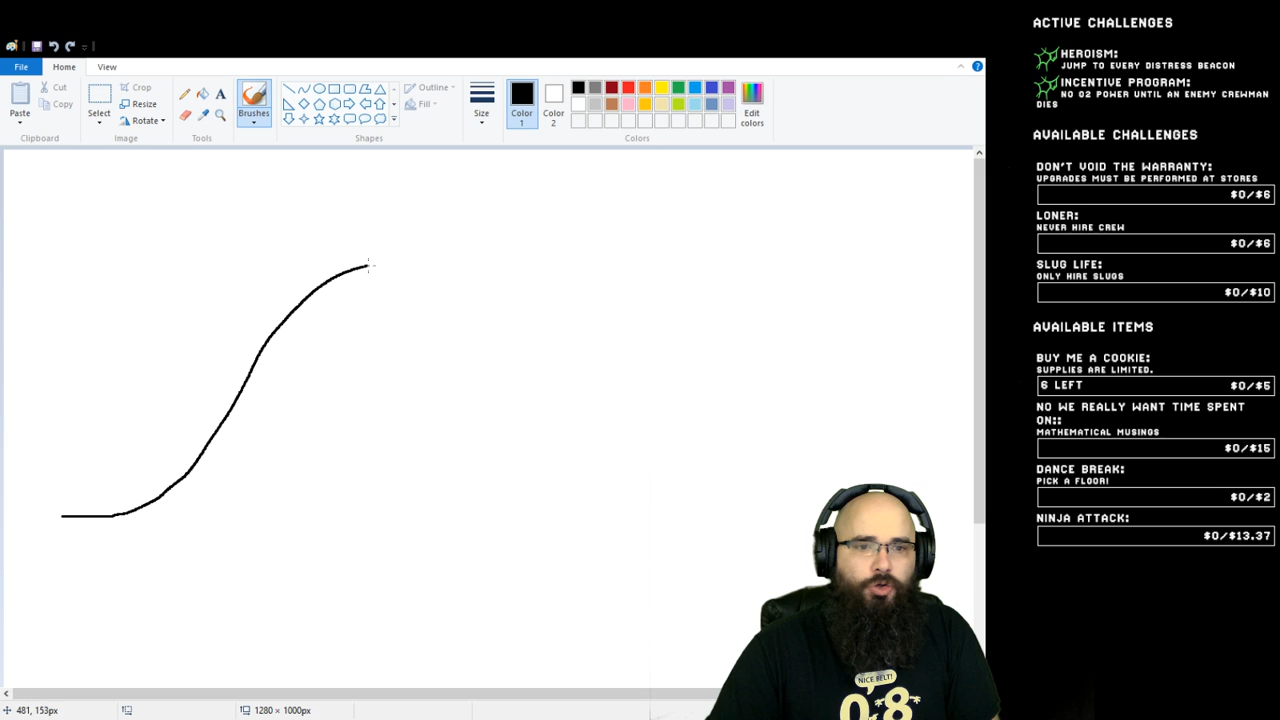 ACTIVE CHALLENGES
HEROISM:
JUMP TO EVERY DISTRESS BEACON
INCENTIVE PROGRAM:
NO O2 POWER UNTIL AN ENEMY CREWMAN
DIES
AVAILABLE CHALLENGES
DON'T VOID THE WARRANTY:
UPGRADES MUST BE PERFORMED AT STORES
$0/$6
LONER:
NEVER HIRE CREW
$0/$6
SLUG LIFE:
ONLY HIRE SLUGS
$0/$10
AVAILABLE ITEMS
BUY ME A COOKIE:
SUPPLIES ARE LIMITED.
6 LEFT $0/$5
NO WE REALLY WANT TIME SPENT
ON::
MATHEMATICAL MUSINGS
$0/$15
DANCE BREAK:
PICK A FLOOR!
$0/$2
NINJA ATTACK:
$0/$13.37
File Home View
Paste
Cut
Copy
Clipboard
Select
Crop
Resize
Rotate
Image
A
Tools
Brushes
Outline
Fill
Shapes
Size
Color
1
Color
2
Edit
colors
Colors
NICE BELT!
0 8
481, 153px
1280 × 1000px